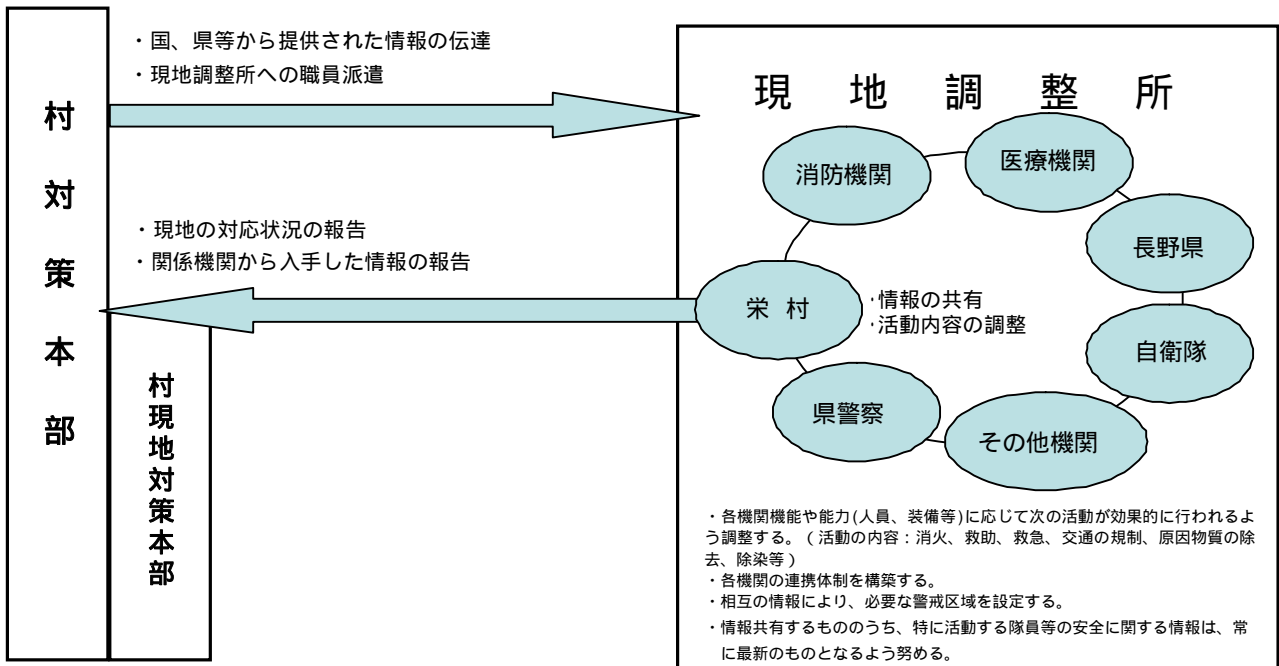 村対策本部
村現地対策本部
・国、県等から提供された情報の伝達
・現地調整所への職員派遣
・現地の対応状況の報告
・関係機関から入手した情報の報告
現地調整所
消防機関
医療機関
長野県
自衛隊
その他機関
県警察
栄村
・情報の共有
・活動内容の調整
・各機関機能や能力(人員、装備等)に応じて次の活動が効果的に行われるよ
う調整する。(活動の内容：消火、救助、救急、交通の規制、原因物質の除
去、除染等)
・各機関の連携体制を構築する。
・相互の情報により、必要な警戒区域を設定する。
・情報共有するもののうち、特に活動する隊員等の安全に関する情報は、常
に最新のものとなるよう努める。